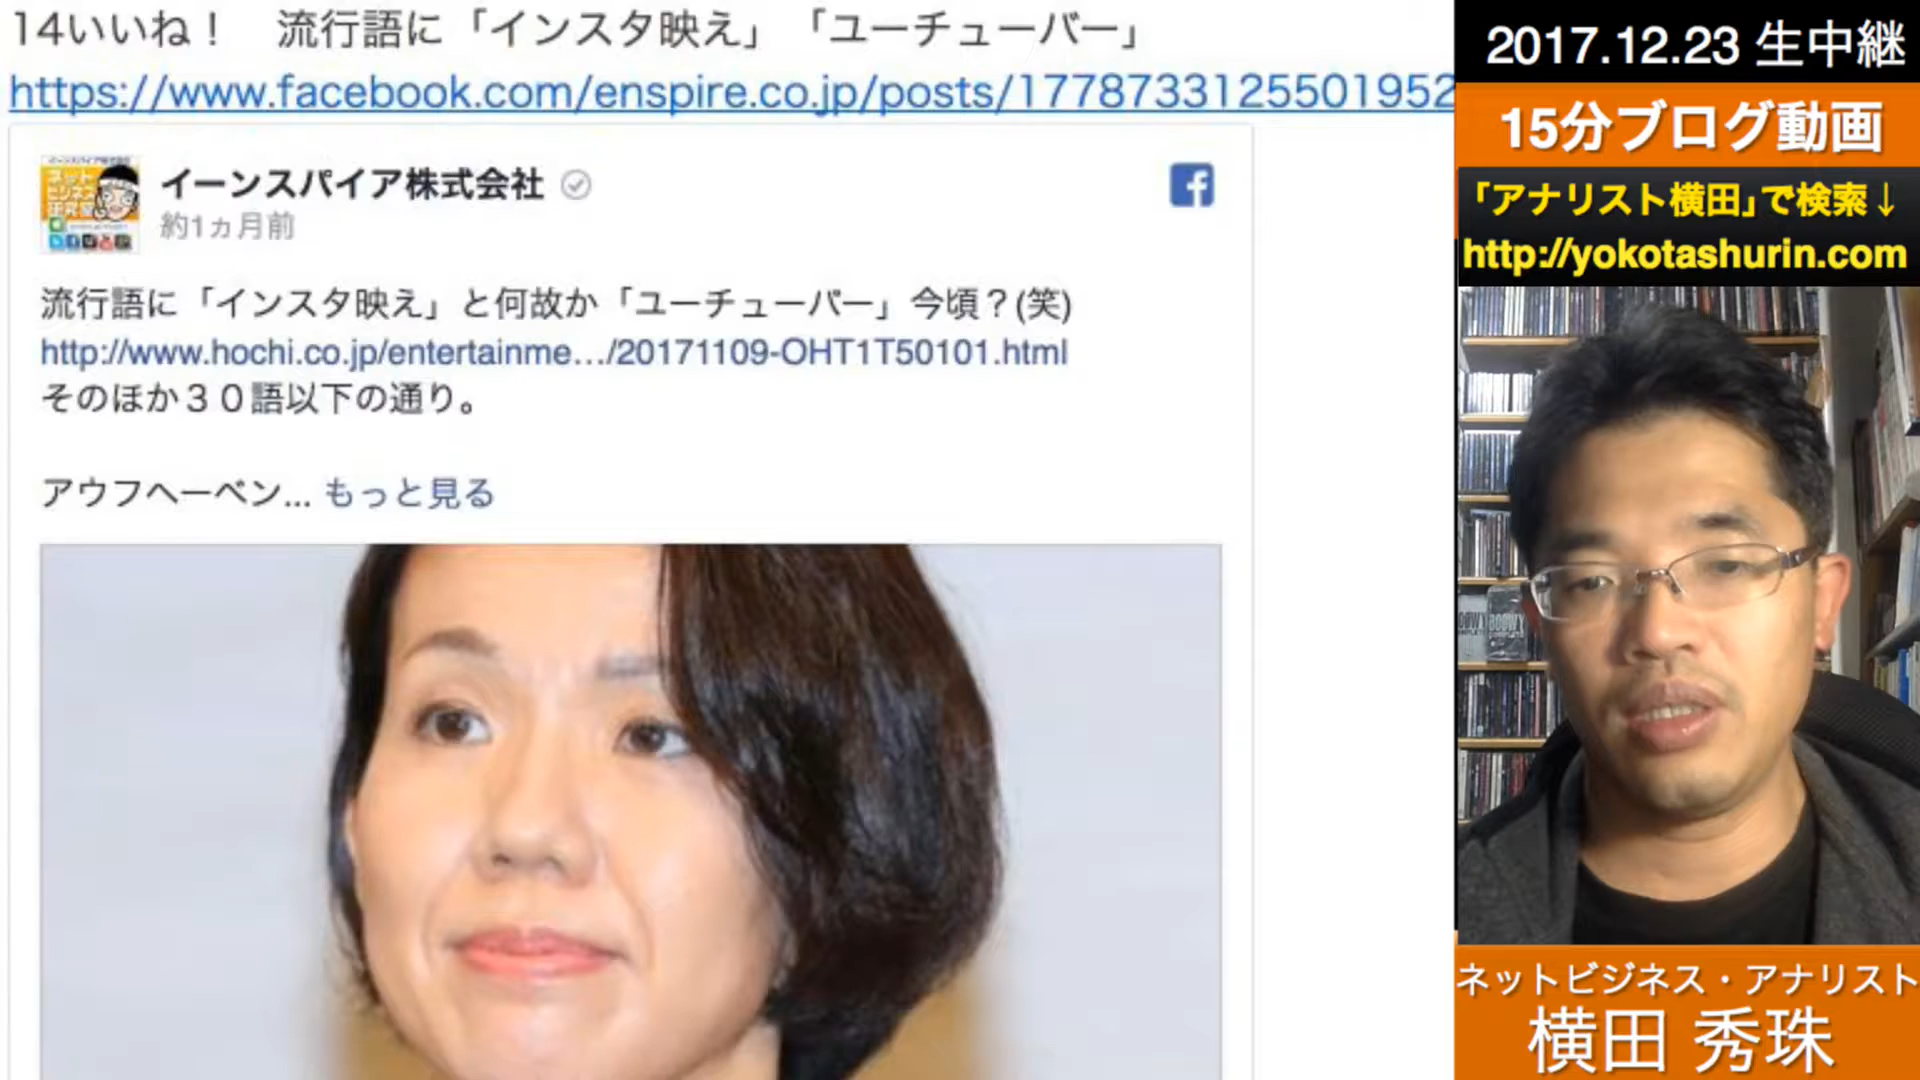 14いいね！　流行語に「インスタ映え」「ユーチューバー」
https://www.facebook.com/enspire.co.jp/posts/1778733125501952
イーンスパイア株式会社
約1ヵ月前
流行語に「インスタ映え」と何故か「ユーチューバー」今頃？(笑)
http://www.hochi.co.jp/entertainme…/20171109-OHT1T50101.html
そのほか３０語以下の通り。
アウフヘーベン... もっと見る
2017.12.23 生中継
15分ブログ動画
「アナリスト横田」で検索↓
http://yokotashurin.com
ネットビジネス・アナリスト
横田 秀珠